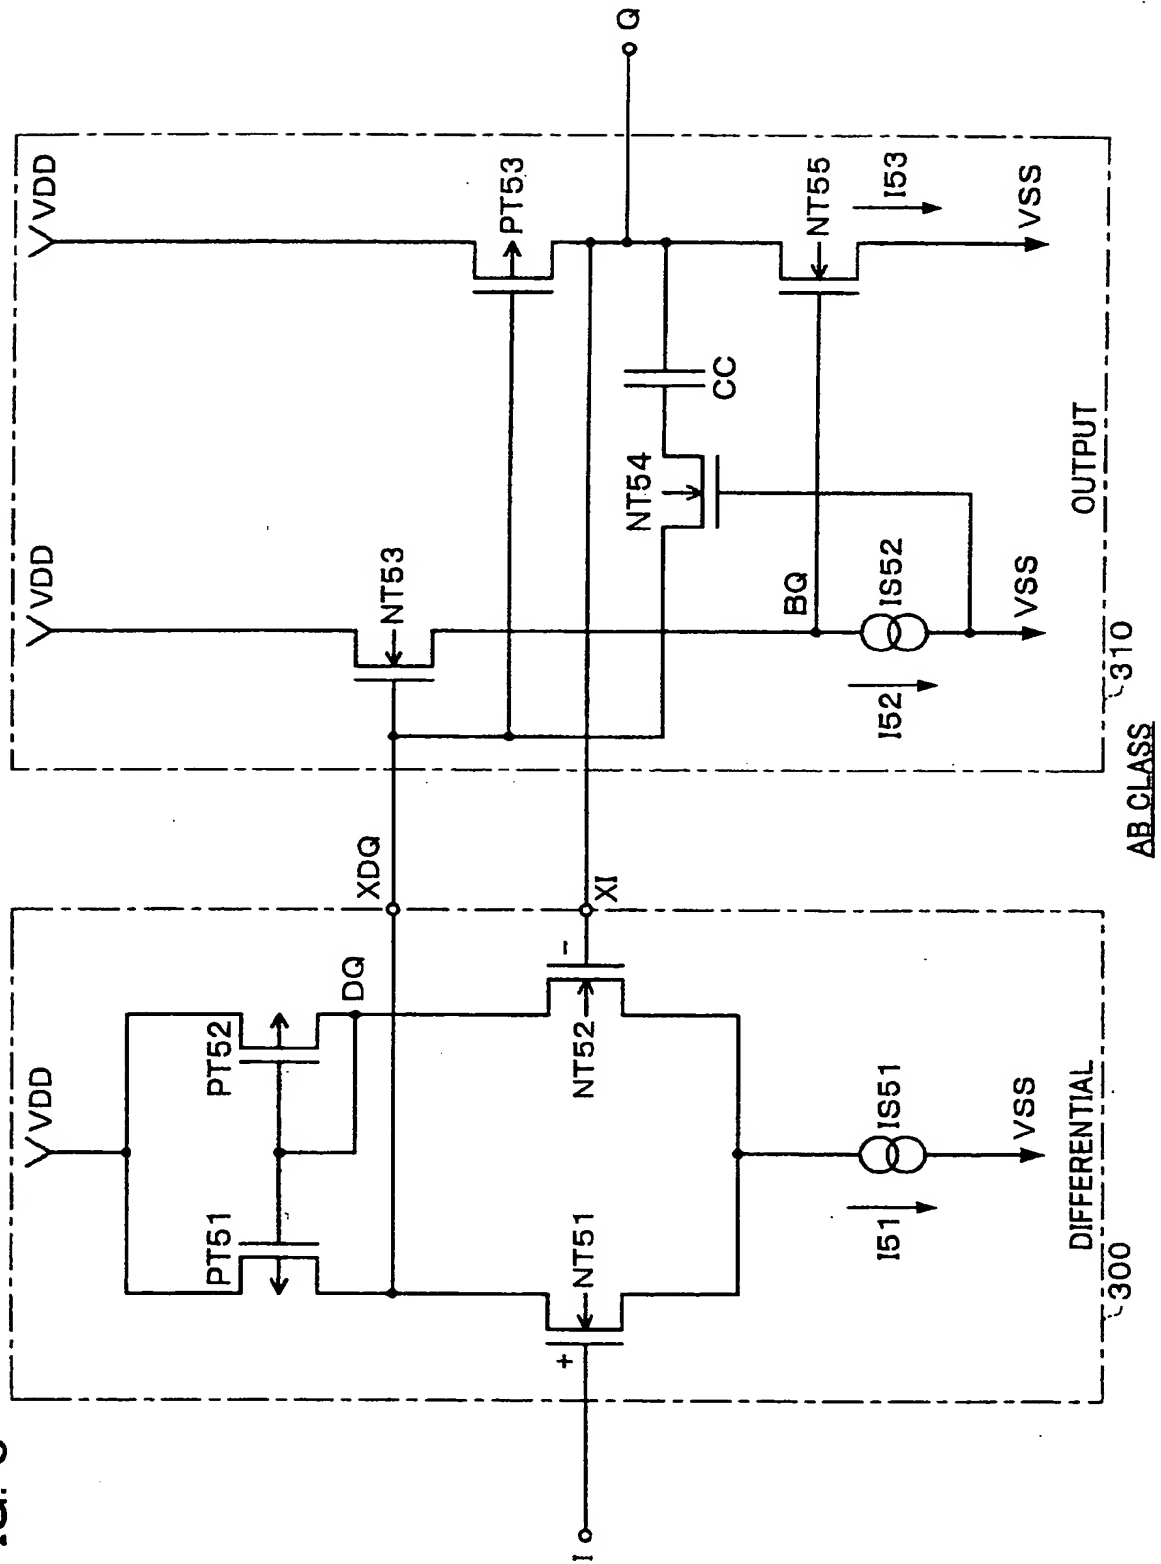 I
+
VDD
PT51
PT52
DQ
XDQ
NT51
NT52
-
XI
I51
IS51
VSS
DIFFERENTIAL
300
VDD
VDD
NT53
PT53
Q
NT54
CC
BQ
NT55
I52
IS52
I53
VSS
VSS
OUTPUT
310
AB CLASS